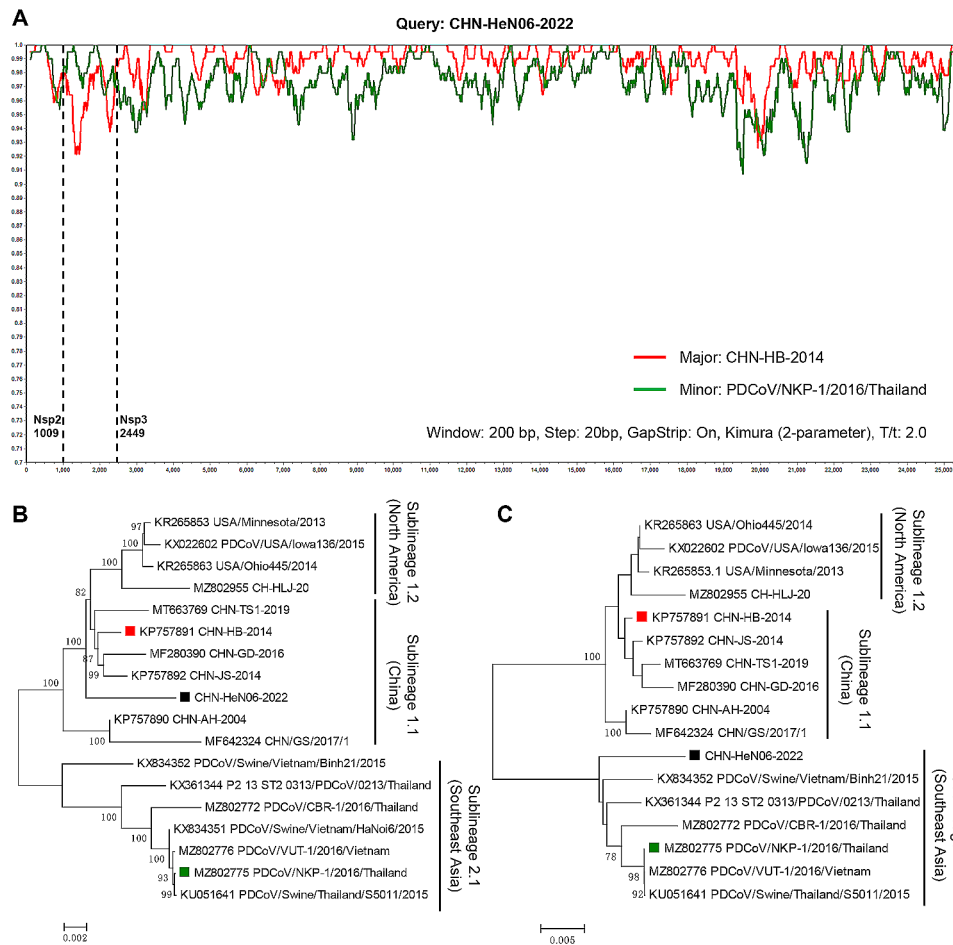 A
Query: CHN-HeN06-2022
1.0
0.99
0.98
0.97
0.96
0.95
0.94
0.93
0.92
0.91
0.9
0.89
0.88
0.87
0.86
0.85
0.84
0.83
0.82
0.81
0.8
0.79
0.78
0.77
0.76
0.75
0.74
0.73
0.72
0.71
0.7
Major: CHN-HB-2014
Minor: PDCoV/NKP-1/2016/Thailand
Nsp2
1009
Nsp3
2449
Window: 200 bp, Step: 20bp, GapStrip: On, Kimura (2-parameter), T/t: 2.0
0 1,000 2,000 3,000 4,000 5,000 6,000 7,000 8,000 9,000 10,000 11,000 12,000 13,000 14,000 15,000 16,000 17,000 18,000 19,000 20,000 21,000 22,000 23,000 24,000 25,000
B
97 KR265853 USA/Minnesota/2013
100 KX022602 PDCoV/USA/Iowa136/2015
100 KR265863 USA/Ohio445/2014
MZ802955 CH-HLJ-20
82
MT663769 CHN-TS1-2019
KP757891 CHN-HB-2014
100
87 MF280390 CHN-GD-2016
99 KP757892 CHN-JS-2014
CHN-HeN06-2022
100
KP757890 CHN-AH-2004
100 MF642324 CHN/GS/2017/1
KX834352 PDCoV/Swine/Vietnam/Binh21/2015
KX361344 P2 13 ST2 0313/PDCoV/0213/Thailand
MZ802772 PDCoV/CBR-1/2016/Thailand
100
KX834351 PDCoV/Swine/Vietnam/HaNoi6/2015
100 MZ802776 PDCoV/VUT-1/2016/Vietnam
93 MZ802775 PDCoV/NKP-1/2016/Thailand
99 KU051641 PDCoV/Swine/Thailand/S5011/2015
0.002
Sublineage 1.2
(North America)
Sublineage 1.1
(China)
Sublineage 2.1
(Southeast Asia)
C
KR265863 USA/Ohio445/2014
KX022602 PDCoV/USA/Iowa136/2015
KR265853.1 USA/Minnesota/2013
MZ802955 CH-HLJ-20
KP757891 CHN-HB-2014
KP757892 CHN-JS-2014
100 MT663769 CHN-TS1-2019
MF280390 CHN-GD-2016
KP757890 CHN-AH-2004
100 MF642324 CHN/GS/2017/1
CHN-HeN06-2022
KX834352 PDCoV/Swine/Vietnam/Binh21/2015
KX361344 P2 13 ST2 0313/PDCoV/0213/Thailand
MZ802772 PDCoV/CBR-1/2016/Thailand
78 MZ802775 PDCoV/NKP-1/2016/Thailand
98 MZ802776 PDCoV/VUT-1/2016/Vietnam
92 KU051641 PDCoV/Swine/Thailand/S5011/2015
0.005
Sublineage 1.2
(North America)
Sublineage 1.1
(China)
(Southeast Asia)